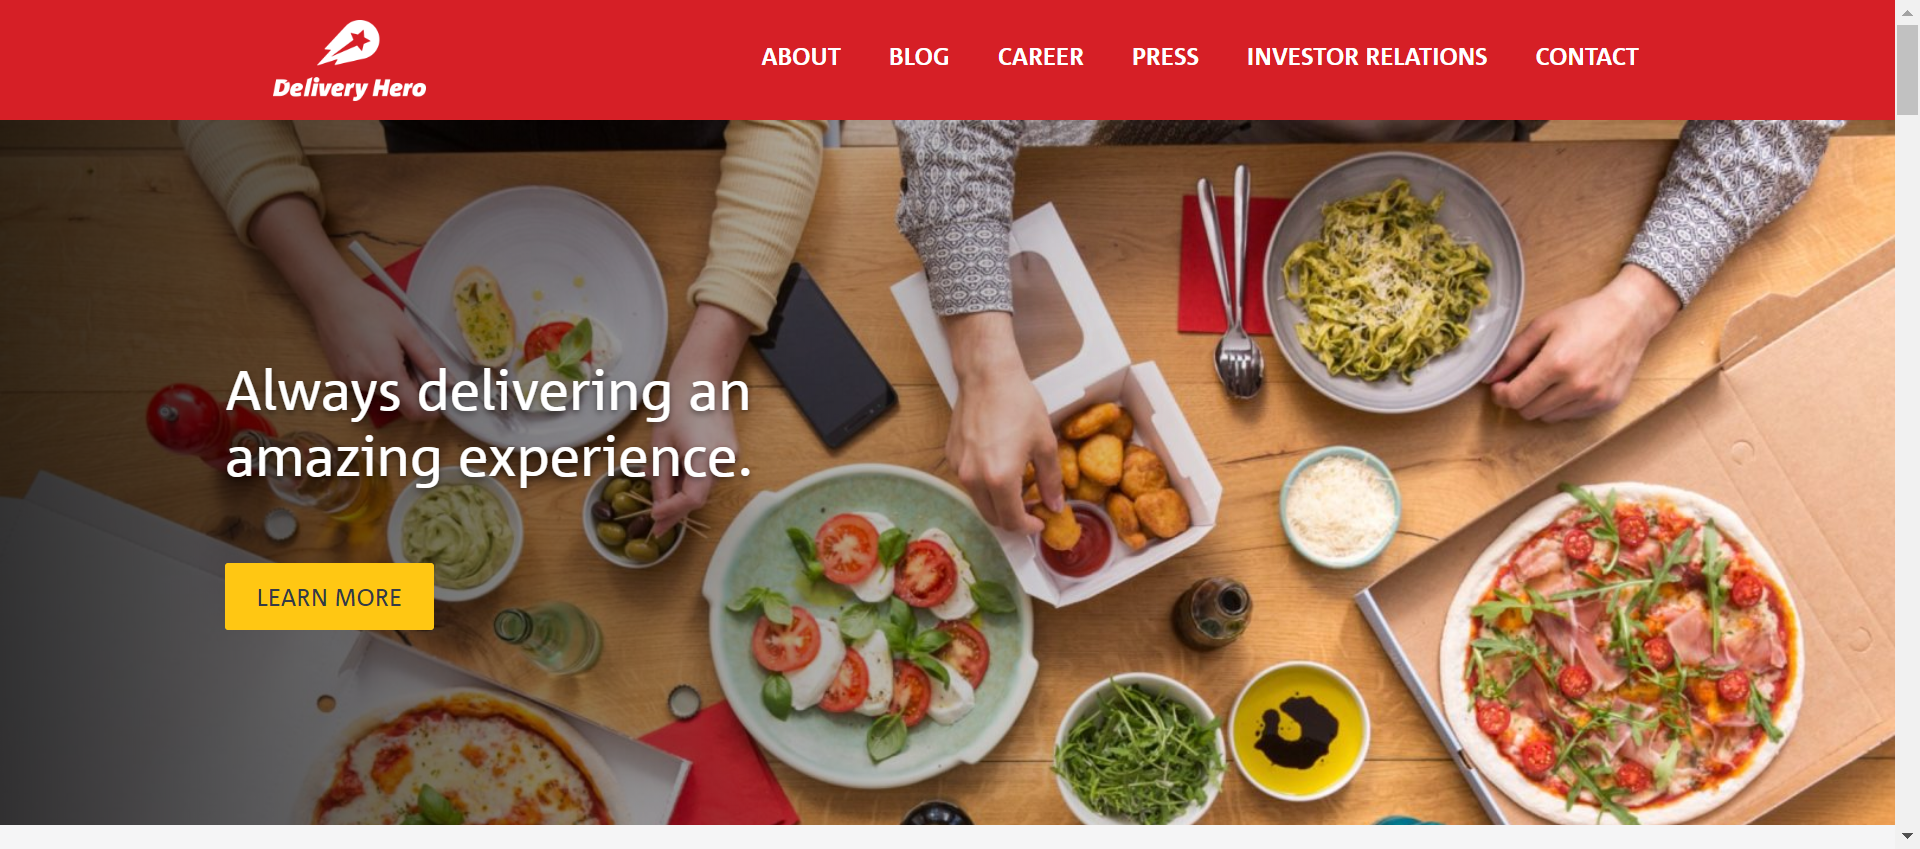 Delivery Hero
ABOUT BLOG CAREER PRESS INVESTOR RELATIONS CONTACT
Always delivering an
amazing experience.
LEARN MORE